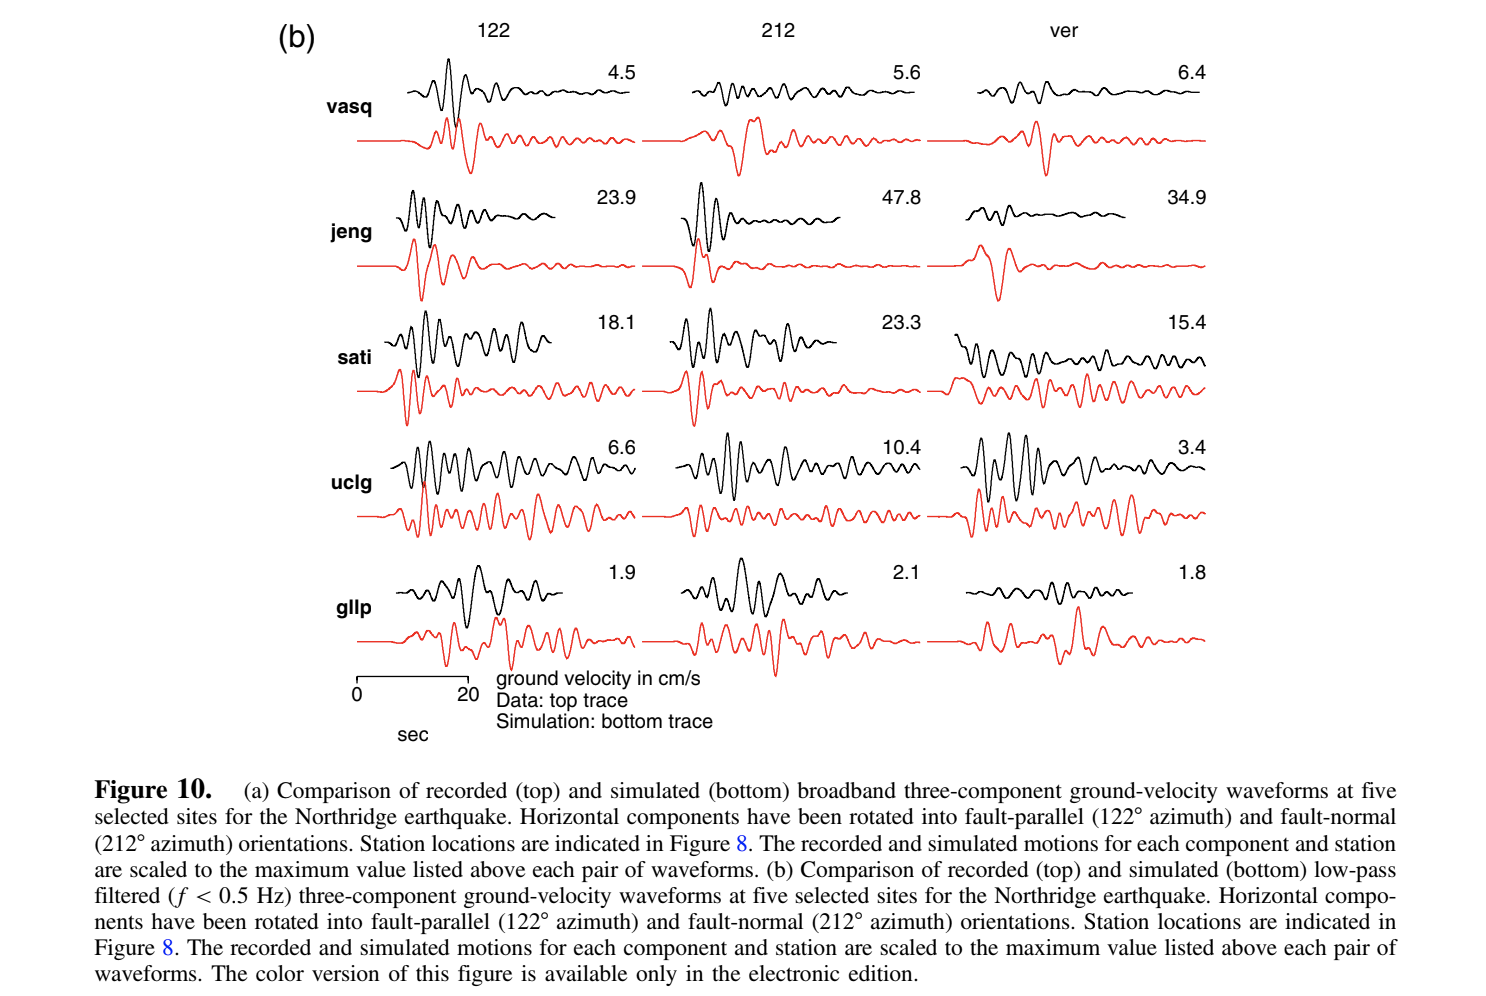 (b)
122 212 ver
4.5 5.6 6.4
vasq
23.9 47.8 34.9
jeng
18.1 23.3 15.4
sati
6.6 10.4 3.4
uclg
1.9 2.1 1.8
gllp
ground velocity in cm/s
0 20
Data: top trace
Simulation: bottom trace
sec
Figure 10. (a) Comparison of recorded (top) and simulated (bottom) broadband three-component ground-velocity waveforms at five
selected sites for the Northridge earthquake. Horizontal components have been rotated into fault-parallel (122° azimuth) and fault-normal
(212° azimuth) orientations. Station locations are indicated in Figure 8. The recorded and simulated motions for each component and station
are scaled to the maximum value listed above each pair of waveforms. (b) Comparison of recorded (top) and simulated (bottom) low-pass
filtered (f < 0.5 Hz) three-component ground-velocity waveforms at five selected sites for the Northridge earthquake. Horizontal compo-
nents have been rotated into fault-parallel (122° azimuth) and fault-normal (212° azimuth) orientations. Station locations are indicated in
Figure 8. The recorded and simulated motions for each component and station are scaled to the maximum value listed above each pair of
waveforms. The color version of this figure is available only in the electronic edition.